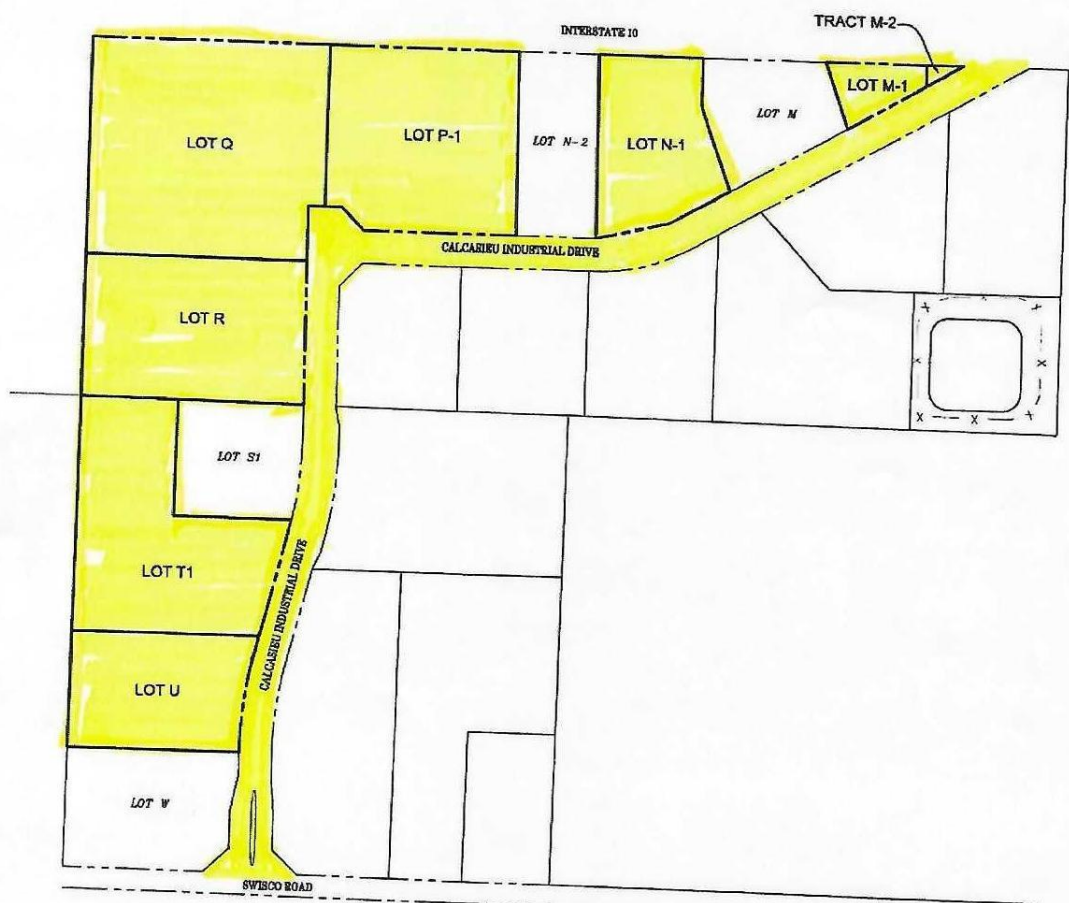 INTERSTATE 10
TRACT M-2
LOT M-1
LOT Q
LOT P-1
LOT N-2
LOT N-1
LOT M
CALCASIEU INDUSTRIAL DRIVE
LOT R
LOT S1
LOT T1
CALCASIEU INDUSTRIAL DRIVE
LOT U
LOT W
SWISCO ROAD